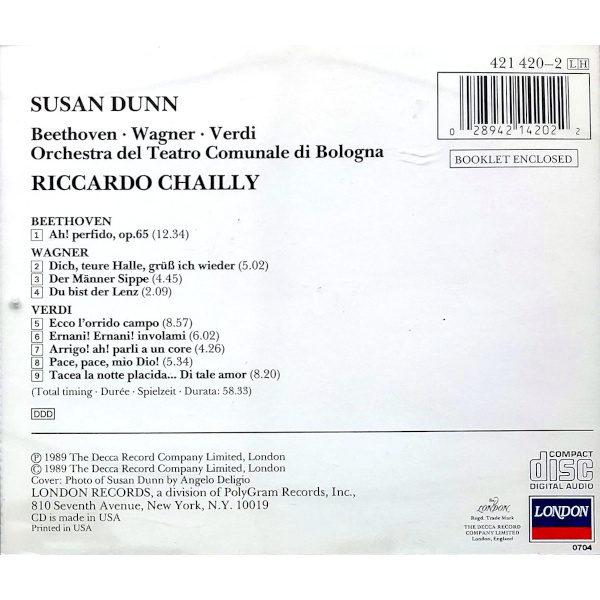 421 420-2 LH
SUSAN DUNN
Beethoven · Wagner · Verdi
Orchestra del Teatro Comunale di Bologna
0 28942 14202 2
BOOKLET ENCLOSED
RICCARDO CHAILLY
BEETHOVEN
1 Ah! perfido, op.65 (12.34)
WAGNER
2 Dich, teure Halle, grüß ich wieder (5.02)
3 Der Männer Sippe (4.45)
4 Du bist der Lenz (2.09)
VERDI
5 Ecco l'orrido campo (8.57)
6 Ernani! Ernani! involami (6.02)
7 Arrigo! ah! parli a un core (4.26)
8 Pace, pace, mio Dio! (5.34)
9 Tacea la notte placida... Di tale amor (8.20)
(Total timing · Durée · Spielzeit · Durata: 58.33)
DDD
Ⓟ 1989 The Decca Record Company Limited, London
© 1989 The Decca Record Company Limited, London
Cover: Photo of Susan Dunn by Angelo Deligio
LONDON RECORDS, a division of PolyGram Records, Inc.,
810 Seventh Avenue, New York, N.Y. 10019
CD is made in USA
Printed in USA
COMPACT
disc
DIGITAL AUDIO
The
LONDON
Regd. Trade Mark
THE DECCA RECORD
COMPANY LIMITED
London, England
LONDON
0704